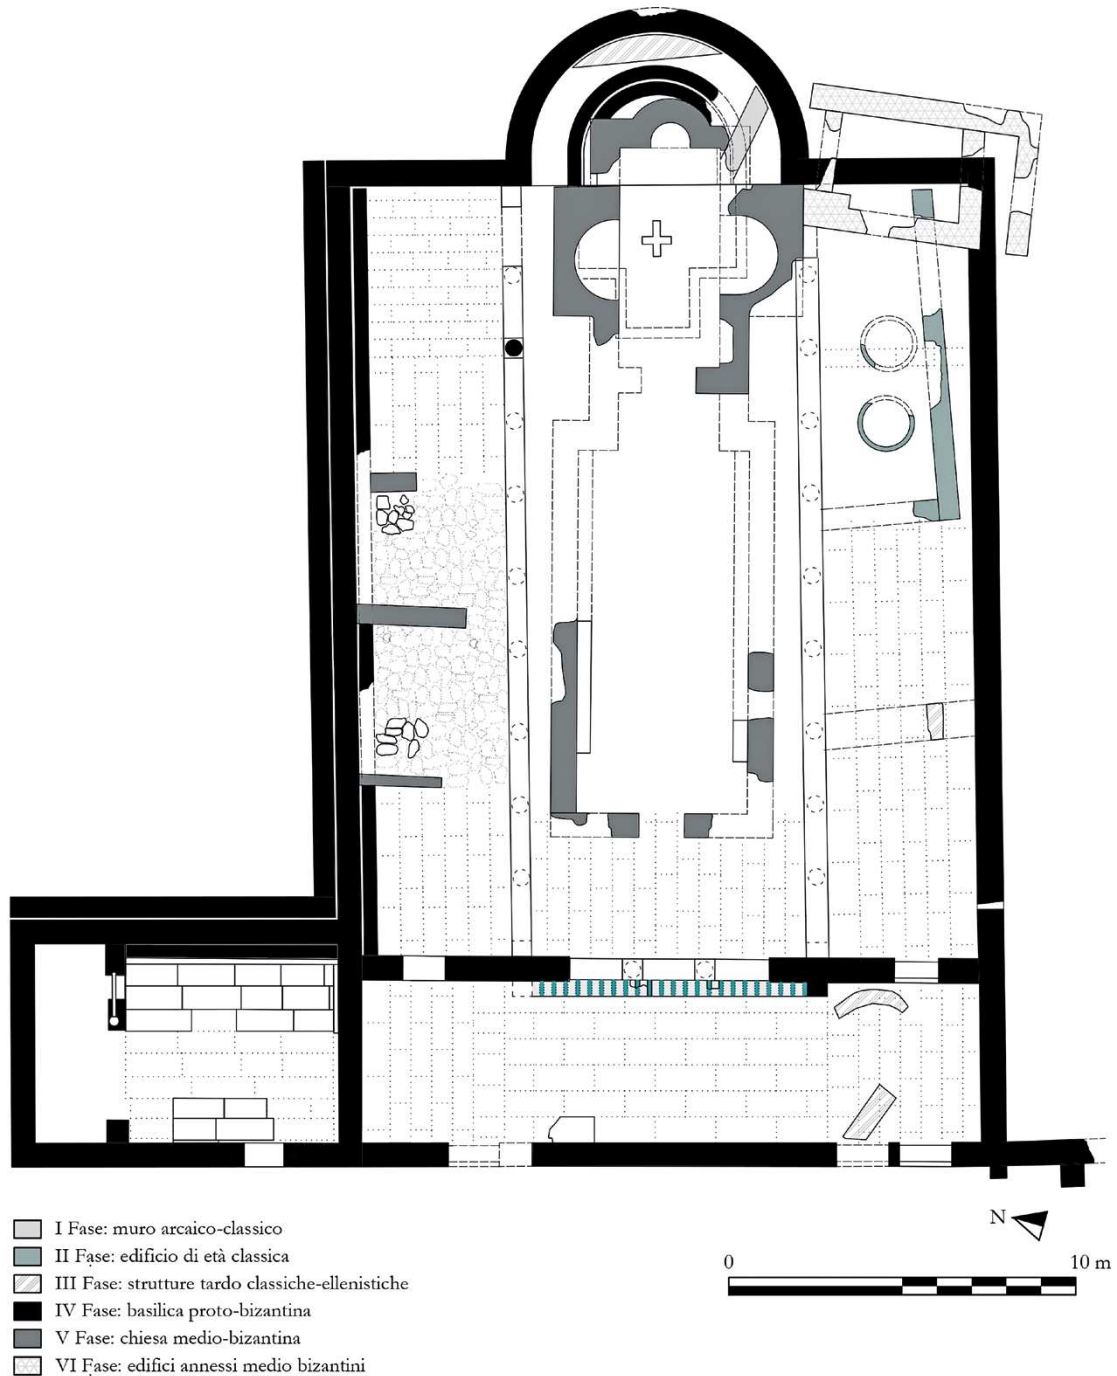 N
0 10 m
I Fase: muro arcaico-classico
II Fase: edificio di età classica
III Fase: strutture tardo classiche-ellenistiche
IV Fase: basilica proto-bizantina
V Fase: chiesa medio-bizantina
VI Fase: edifici annessi medio bizantini